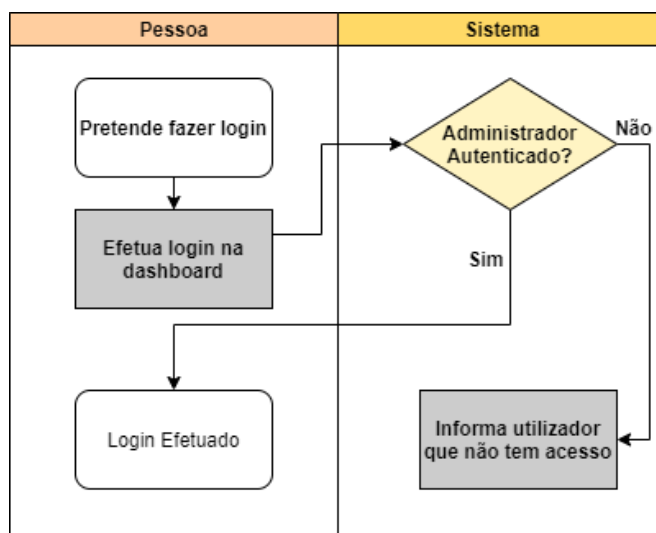 Pessoa
Sistema
Pretende fazer login
Administrador
Autenticado?
Não
Efetua login na
dashboard
Sim
Login Efetuado
Informa utilizador
que não tem acesso